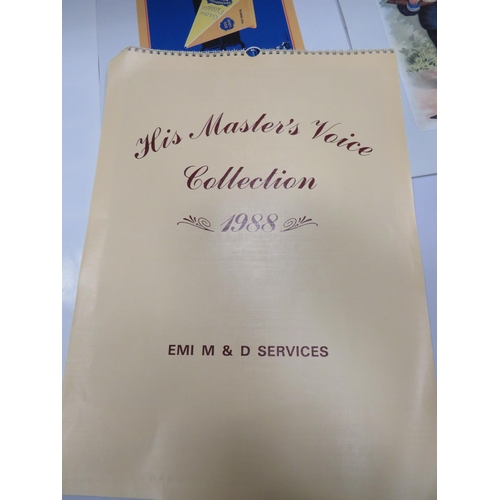 His Master's Voice
Collection
1988
EMI M & D SERVICES